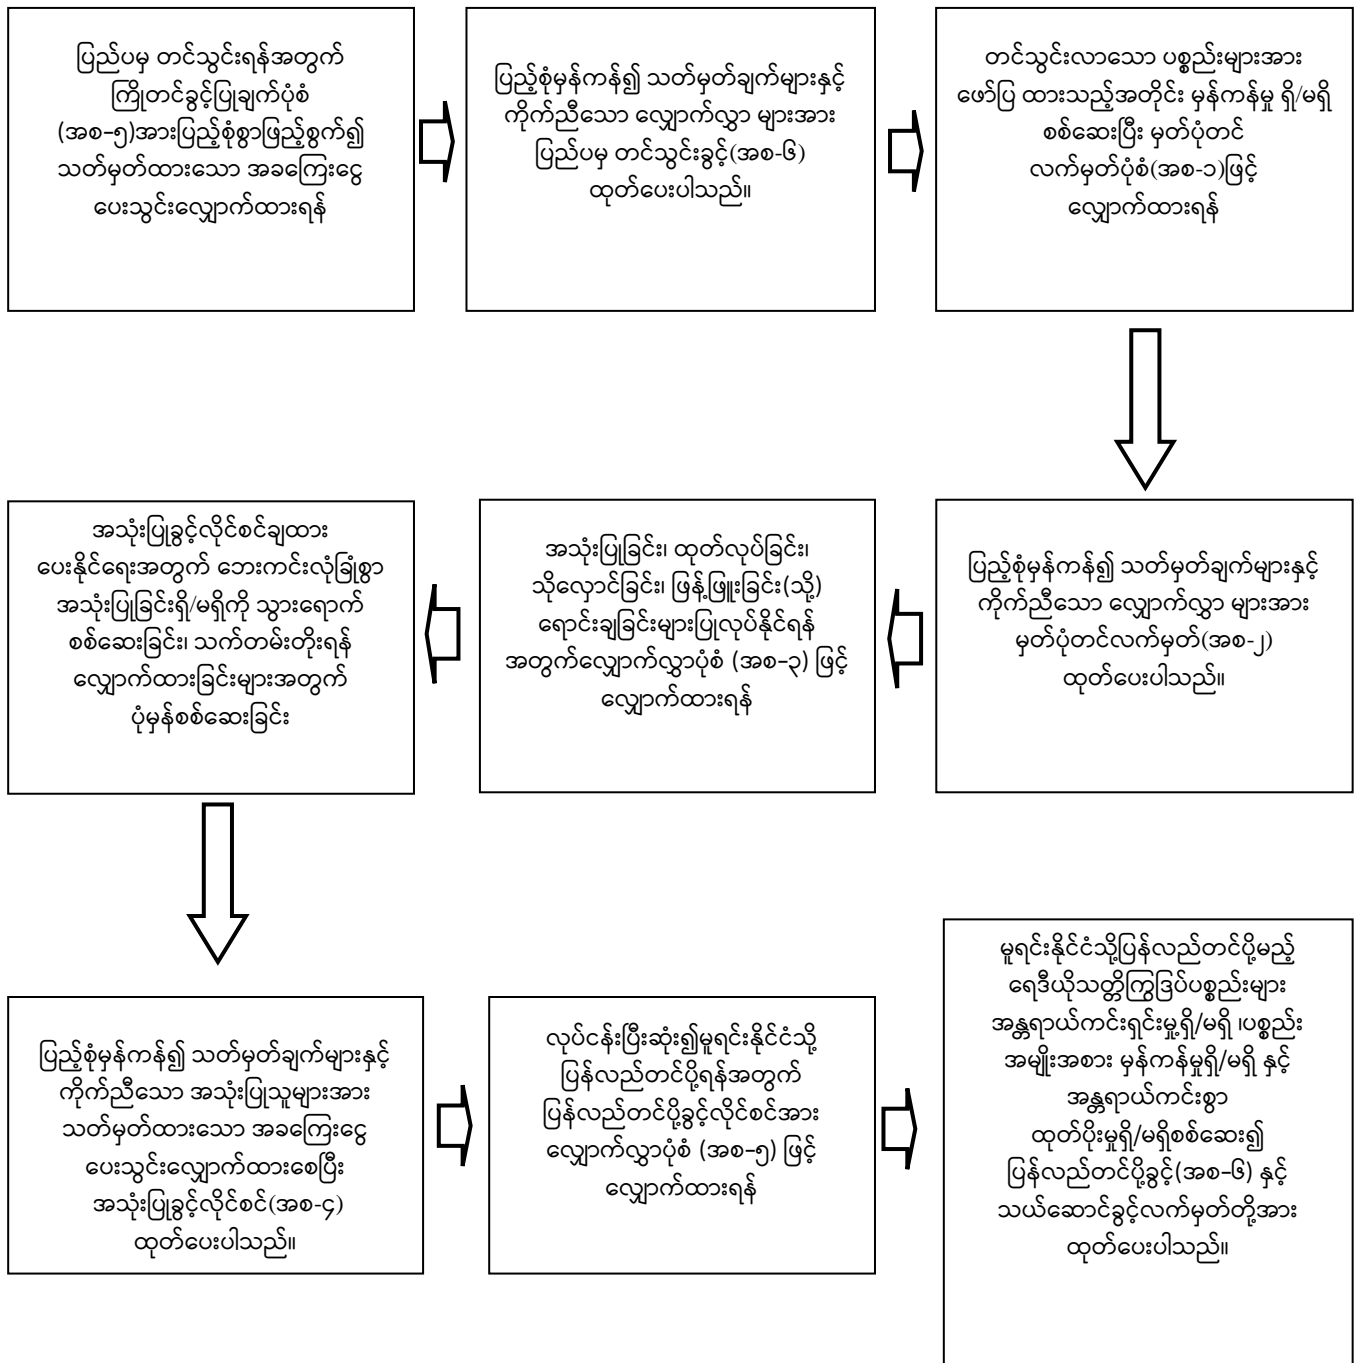 ပြည်ပမှ တင်သွင်းရန်အတွက်
ကြိုတင်ခွင့်ပြုချက်ပုံစံ
(အစ–၅)အားပြည့်စုံစွာဖြည့်စွက်၍
သတ်မှတ်ထားသော အခကြေးငွေ
ပေးသွင်းလျှောက်ထားရန်
ပြည့်စုံမှန်ကန်၍ သတ်မှတ်ချက်များနှင့်
ကိုက်ညီသော လျှောက်လွှာ များအား
ပြည်ပမှ တင်သွင်းခွင့်(အစ-၆)
ထုတ်ပေးပါသည်။
တင်သွင်းလာသော ပစ္စည်းများအား
ဖော်ပြ ထားသည့်အတိုင်း မှန်ကန်မှု ရှိ/မရှိ
စစ်ဆေးပြီး မှတ်ပုံတင်
လက်မှတ်ပုံစံ(အစ-၁)ဖြင့်
လျှောက်ထားရန်
ပြည့်စုံမှန်ကန်၍ သတ်မှတ်ချက်များနှင့်
ကိုက်ညီသော လျှောက်လွှာ များအား
မှတ်ပုံတင်လက်မှတ်(အစ-၂)
ထုတ်ပေးပါသည်။
အသုံးပြုခြင်း၊ ထုတ်လုပ်ခြင်း၊
သိုလှောင်ခြင်း၊ ဖြန့်ဖြူးခြင်း(သို့)
ရောင်းချခြင်းများပြုလုပ်နိုင်ရန်
အတွက်လျှောက်လွှာပုံစံ (အစ–၃) ဖြင့်
လျှောက်ထားရန်
အသုံးပြုခွင့်လိုင်စင်ချထား
ပေးနိုင်ရေးအတွက် ဘေးကင်းလုံခြုံစွာ
အသုံးပြုခြင်းရှိ/မရှိကို သွားရောက်
စစ်ဆေးခြင်း၊ သက်တမ်းတိုးရန်
လျှောက်ထားခြင်းများအတွက်
ပုံမှန်စစ်ဆေးခြင်း
ပြည့်စုံမှန်ကန်၍ သတ်မှတ်ချက်များနှင့်
ကိုက်ညီသော အသုံးပြုသူများအား
သတ်မှတ်ထားသော အခကြေးငွေ
ပေးသွင်းလျှောက်ထားစေပြီး
အသုံးပြုခွင့်လိုင်စင်(အစ-၄)
ထုတ်ပေးပါသည်။
လုပ်ငန်းပြီးဆုံး၍မူရင်းနိုင်ငံသို့
ပြန်လည်တင်ပို့ရန်အတွက်
ပြန်လည်တင်ပို့ခွင့်လိုင်စင်အား
လျှောက်လွှာပုံစံ (အစ–၅) ဖြင့်
လျှောက်ထားရန်
မူရင်းနိုင်ငံသို့ပြန်လည်တင်ပို့မည့်
ရေဒီယိုသတ္တိကြွဒြပ်ပစ္စည်းများ
အန္တရာယ်ကင်းရှင်းမှု့ရှိ/မရှိ ၊ပစ္စည်း
အမျိုးအစား မှန်ကန်မှုရှိ/မရှိ နှင့်
အန္တရာယ်ကင်းစွာ
ထုတ်ပိုးမှုရှိ/မရှိစစ်ဆေး၍
ပြန်လည်တင်ပို့ခွင့်(အစ–၆) နှင့်
သယ်ဆောင်ခွင့်လက်မှတ်တို့အား
ထုတ်ပေးပါသည်။